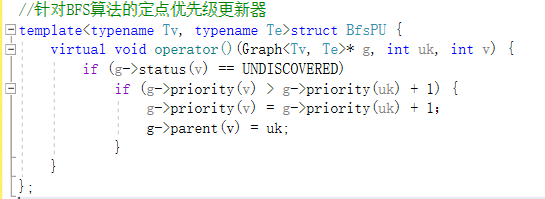 //针对BFS算法的定点优先级更新器
template<typename Tv, typename Te>struct BfsPU {
    virtual void operator()(Graph<Tv, Te>* g, int uk, int v) {
        if (g->status(v) == UNDISCOVERED)
            if (g->priority(v) > g->priority(uk) + 1) {
                g->priority(v) = g->priority(uk) + 1;
                g->parent(v) = uk;
            }
    }
};